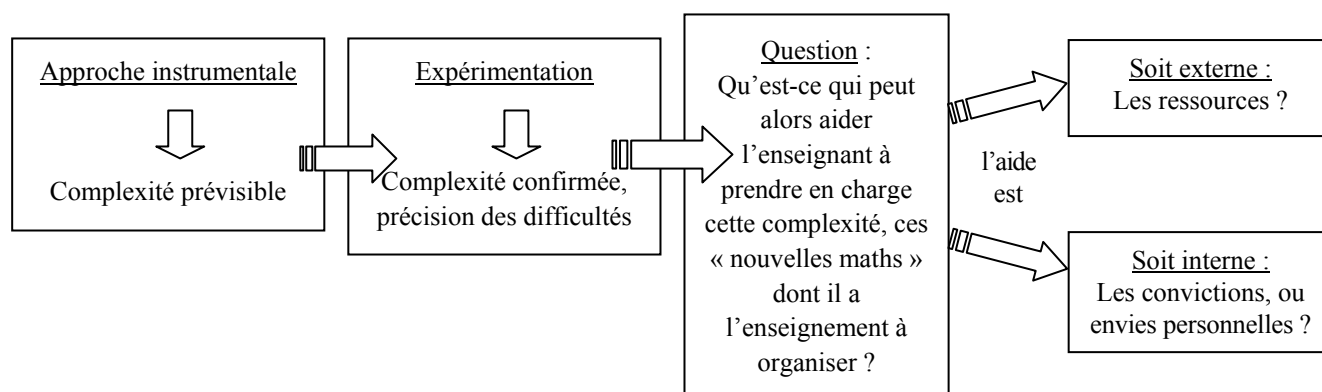 Approche instrumentale
Complexité prévisible
Expérimentation
Complexité confirmée,
précision des difficultés
Question :
Qu’est-ce qui peut
alors aider
l’enseignant à
prendre en charge
cette complexité, ces
« nouvelles maths »
dont il a
l’enseignement à
organiser ?
l’aide
est
Soit externe :
Les ressources ?
Soit interne :
Les convictions, ou
envies personnelles ?